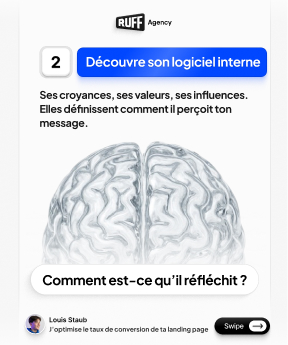 RUFF Agency
2 Découvre son logiciel interne
Ses croyances, ses valeurs, ses influences.
Elles définissent comment il perçoit ton
message.
Comment est-ce qu'il réfléchit ?
Louis Staub
J'optimise le taux de conversion de ta landing page
Swipe